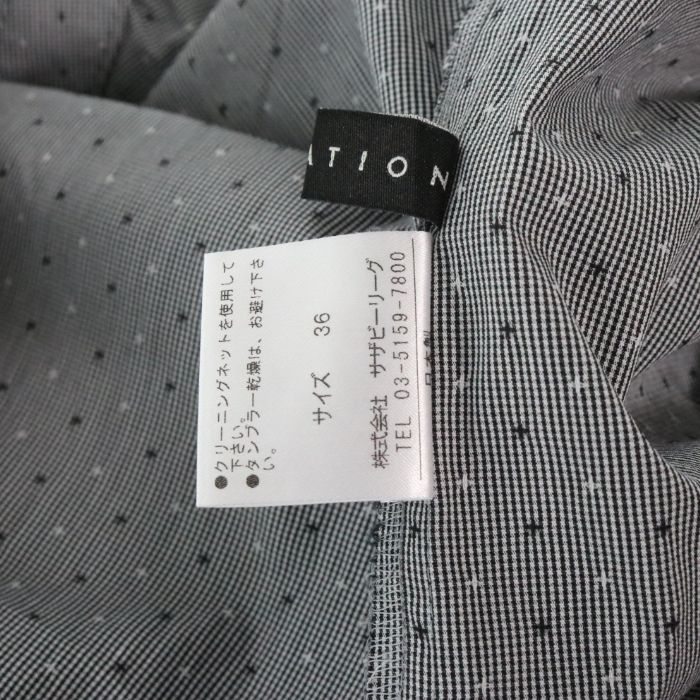 ATION
●クリーニングネットを使用して
下さい。
●タンブラー乾燥は、お避け下さ
い。
サイズ 36
株式会社 サザビーリーグ
TEL 03-5159-7800